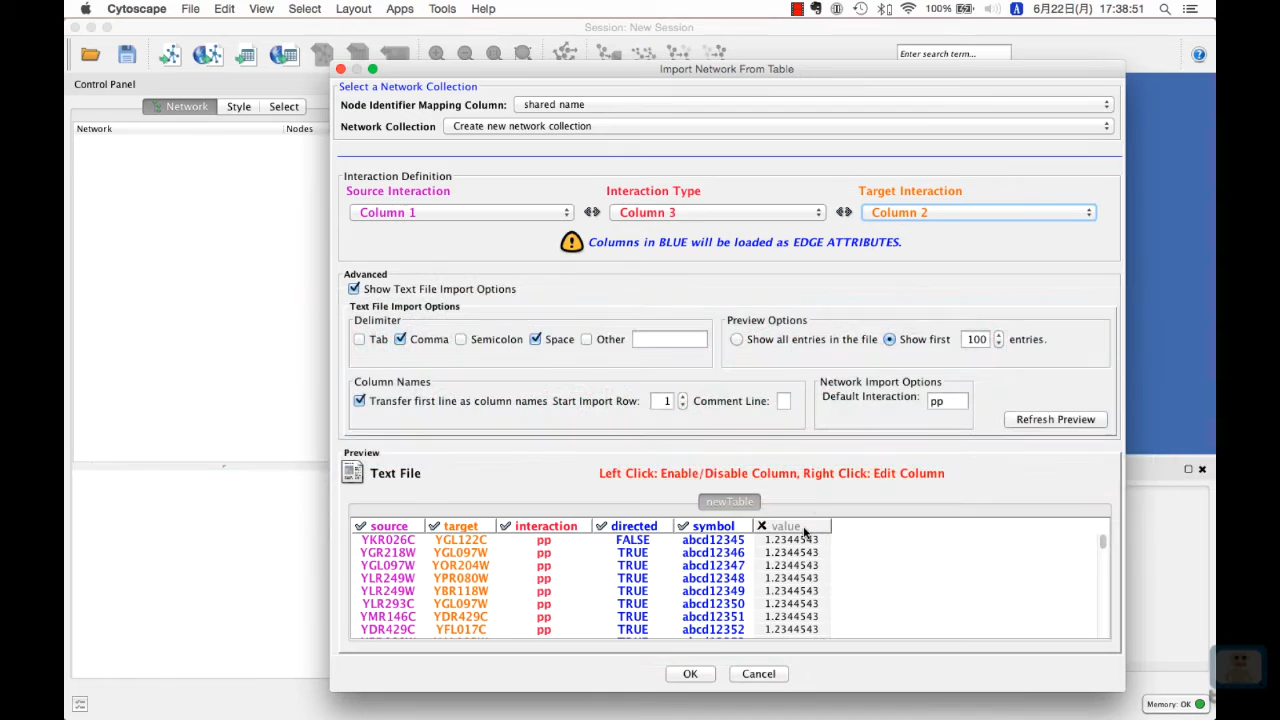 Cytoscape File Edit View Select Layout Apps Tools Help 100% A 6月22日(月) 17:38:51
Session: New Session
Enter search term...
Control Panel
Network Style Select
Network Nodes
Import Network From Table
Select a Network Collection
Node Identifier Mapping Column: shared name
Network Collection Create new network collection
Interaction Definition
Source Interaction Interaction Type Target Interaction
Column 1 Column 3 Column 2
Columns in BLUE will be loaded as EDGE ATTRIBUTES.
Advanced
Show Text File Import Options
Text File Import Options
Delimiter Preview Options
Tab Comma Semicolon Space Other Show all entries in the file Show first 100 entries.
Column Names Network Import Options
Transfer first line as column names Start Import Row: 1 Comment Line: Default Interaction: pp
Refresh Preview
Preview
Text File Left Click: Enable/Disable Column, Right Click: Edit Column
newTable
source target interaction directed symbol value
YKR026C YGL122C pp FALSE abcd12345 1.2344543
YGR218W YGL097W pp TRUE abcd12346 1.2344543
YGL097W YOR204W pp TRUE abcd12347 1.2344543
YLR249W YPR080W pp TRUE abcd12348 1.2344543
YLR249W YBR118W pp TRUE abcd12349 1.2344543
YLR293C YGL097W pp TRUE abcd12350 1.2344543
YMR146C YDR429C pp TRUE abcd12351 1.2344543
YDR429C YFL017C pp TRUE abcd12352 1.2344543
OK Cancel
Memory: OK